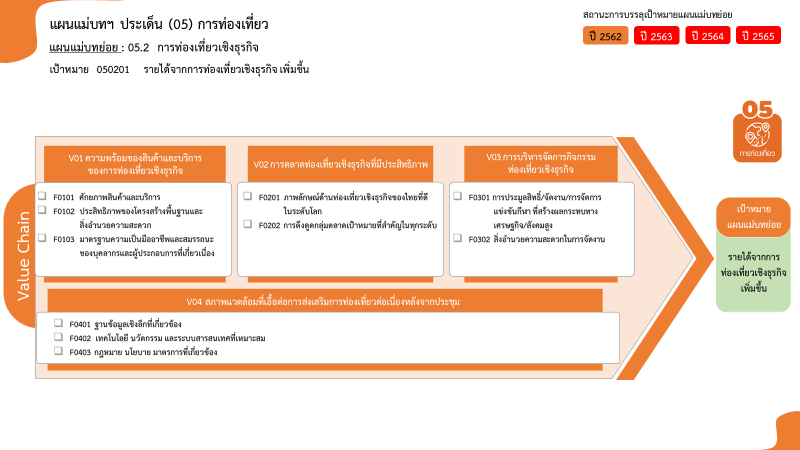 แผนแม่บทฯ ประเด็น (05) การท่องเที่ยว
แผนแม่บทย่อย : 05.2 การท่องเที่ยวเชิงธุรกิจ
เป้าหมาย 050201 รายได้จากการท่องเที่ยวเชิงธุรกิจ เพิ่มขึ้น
สถานะการบรรลุเป้าหมายแผนแม่บทย่อย
ปี 2562 ปี 2563 ปี 2564 ปี 2565
05
การท่องเที่ยว
Value Chain
V01 ความพร้อมของสินค้าและบริการ
ของการท่องเที่ยวเชิงธุรกิจ
F0101 ศักยภาพสินค้าและบริการ
F0102 ประสิทธิภาพของโครงสร้างพื้นฐานและ
สิ่งอำนวยความสะดวก
F0103 มาตรฐานความเป็นมืออาชีพและสมรรถนะ
ของบุคลากรและผู้ประกอบการที่เกี่ยวเนื่อง
V02 การตลาดท่องเที่ยวเชิงธุรกิจที่มีประสิทธิภาพ
F0201 ภาพลักษณ์ด้านท่องเที่ยวเชิงธุรกิจของไทยที่ดี
ในระดับโลก
F0202 การดึงดูดกลุ่มตลาดเป้าหมายที่สำคัญในทุกระดับ
V03 การบริหารจัดการกิจกรรม
ท่องเที่ยวเชิงธุรกิจ
F0301 การประมูลสิทธิ์/จัดงาน/การจัดการ
แข่งขันกีฬา ที่สร้างผลกระทบทาง
เศรษฐกิจ/สังคมสูง
F0302 สิ่งอำนวยความสะดวกในการจัดงาน
V04 สภาพแวดล้อมที่เอื้อต่อการส่งเสริมการท่องเที่ยวต่อเนื่องหลังจากประชุม
F0401 ฐานข้อมูลเชิงลึกที่เกี่ยวข้อง
F0402 เทคโนโลยี นวัตกรรม และระบบสารสนเทศที่เหมาะสม
F0403 กฎหมาย นโยบาย มาตรการที่เกี่ยวข้อง
เป้าหมาย
แผนแม่บทย่อย
รายได้จากการ
ท่องเที่ยวเชิงธุรกิจ
เพิ่มขึ้น